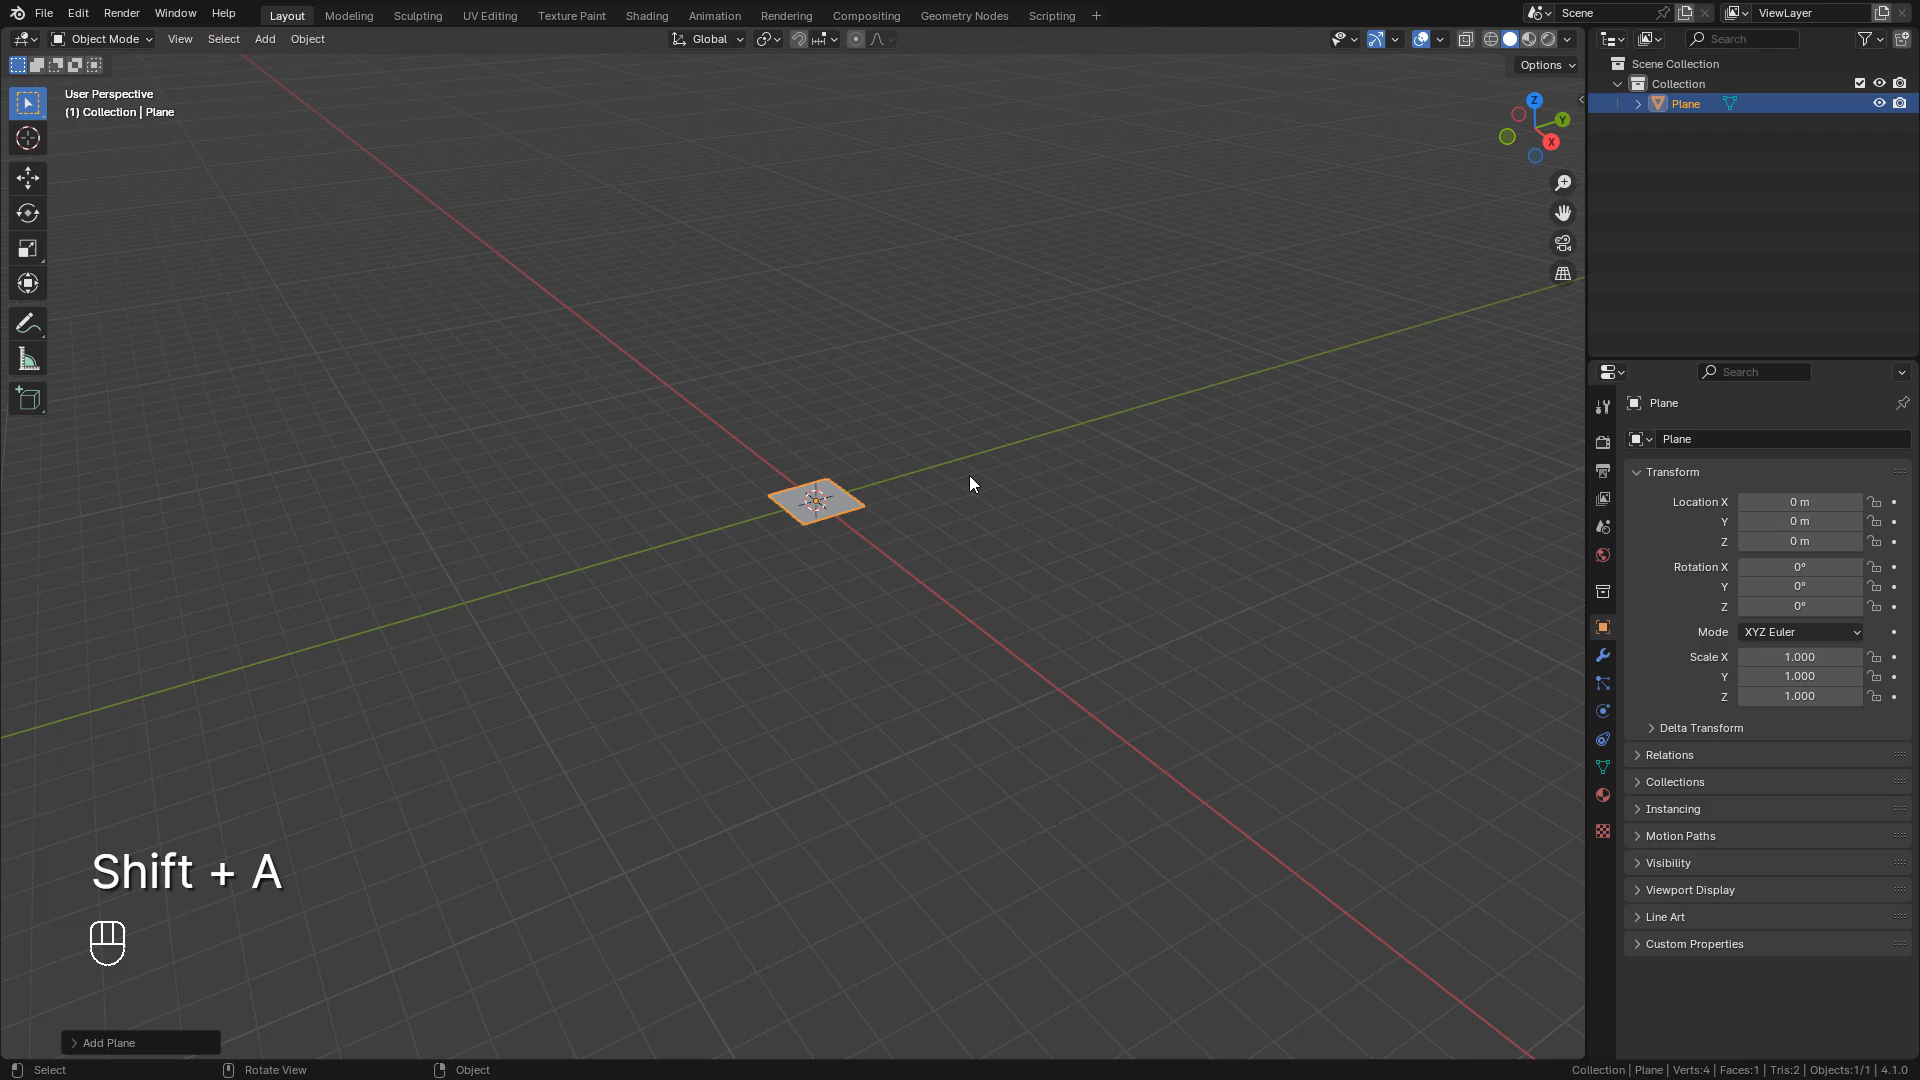 File Edit Render Window Help
Layout Modeling Sculpting UV Editing Texture Paint Shading Animation Rendering Compositing Geometry Nodes Scripting +
Scene
ViewLayer
Object Mode View Select Add Object
Global
Options
User Perspective
(1) Collection | Plane
Z
Y
X
Search
Scene Collection
Collection
Plane
Search
Plane
Plane
Transform
Location X 0 m
Y 0 m
Z 0 m
Rotation X 0°
Y 0°
Z 0°
Mode XYZ Euler
Scale X 1.000
Y 1.000
Z 1.000
Delta Transform
Relations
Collections
Instancing
Motion Paths
Visibility
Viewport Display
Line Art
Custom Properties
Shift + A
Add Plane
Select Rotate View Object
Collection | Plane | Verts:4 | Faces:1 | Tris:2 | Objects:1/1 | 4.1.0